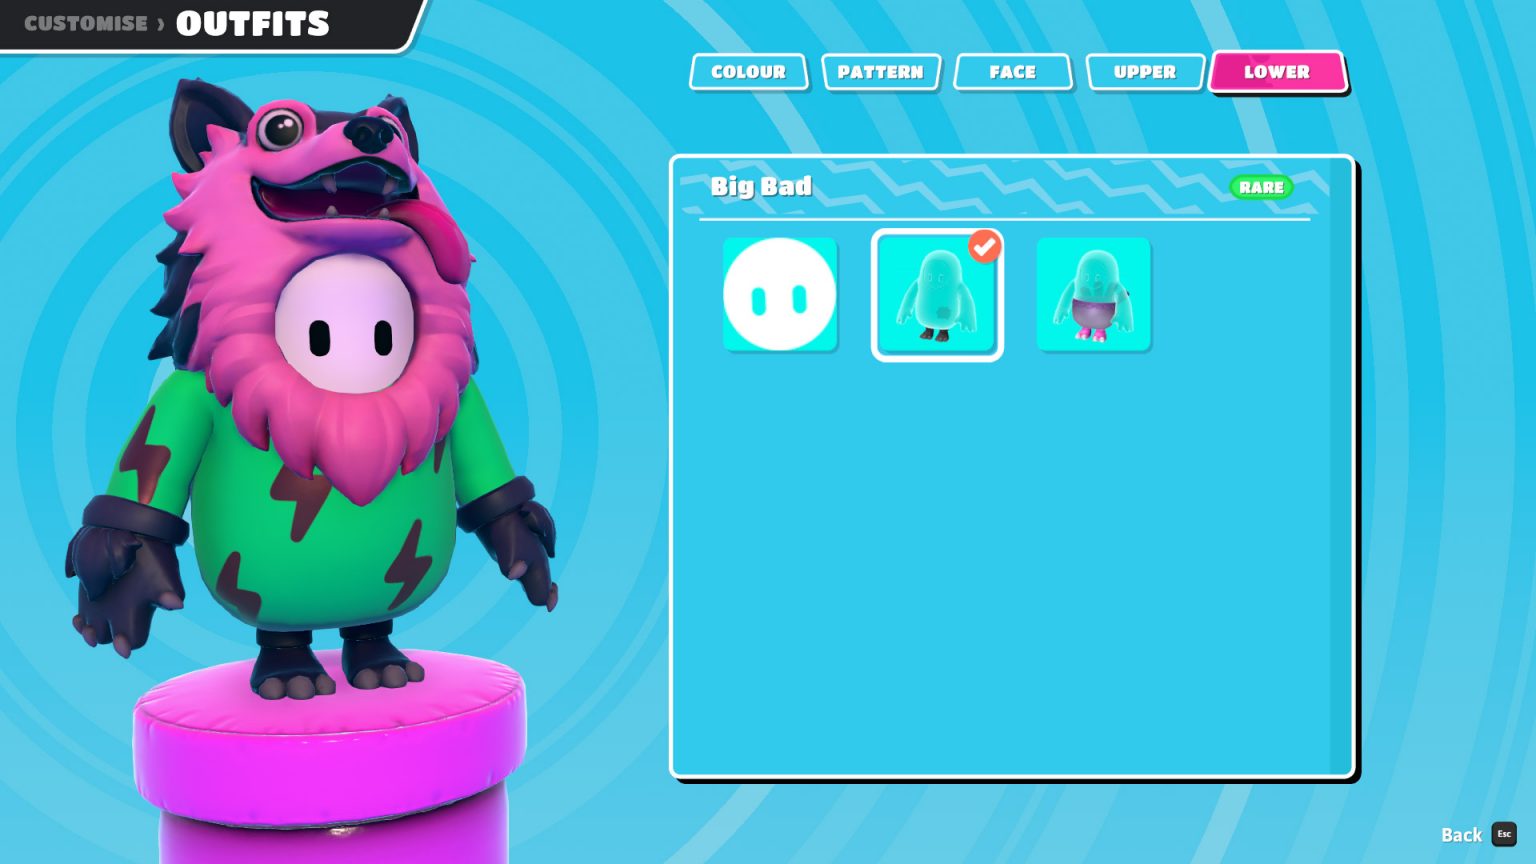 CUSTOMISE › OUTFITS
COLOUR PATTERN FACE UPPER LOWER
Big Bad RARE
Back Esc